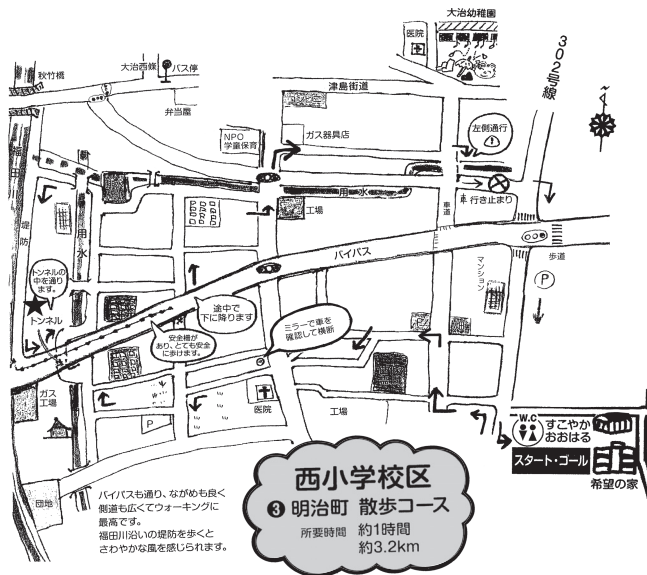 大治幼稚園
医院
302号線
大治西條
バス停
秋竹橋
津島街道
弁当屋
ガス器具店
NPO
学童保育
左側通行
福田川
堤防
用水
用水
工場
車道
車 行き止まり
バイパス
歩道
P
マンション
トンネルの
中を通り
ます。
トンネル
途中で
下に降ります
安全柵が
あり、とても安全
に歩けます。
ミラーで車を
確認して横断
ガス
工場
医院
工場
P
団地
W.C
すこやか
おおはる
スタート・ゴール
希望の家
バイパスも通り、ながめも良く
側道も広くてウォーキングに
最高です。
福田川沿いの堤防を歩くと
さわやかな風を感じられます。
西小学校区
❸ 明治町 散歩コース
所要時間 約1時間
約3.2km